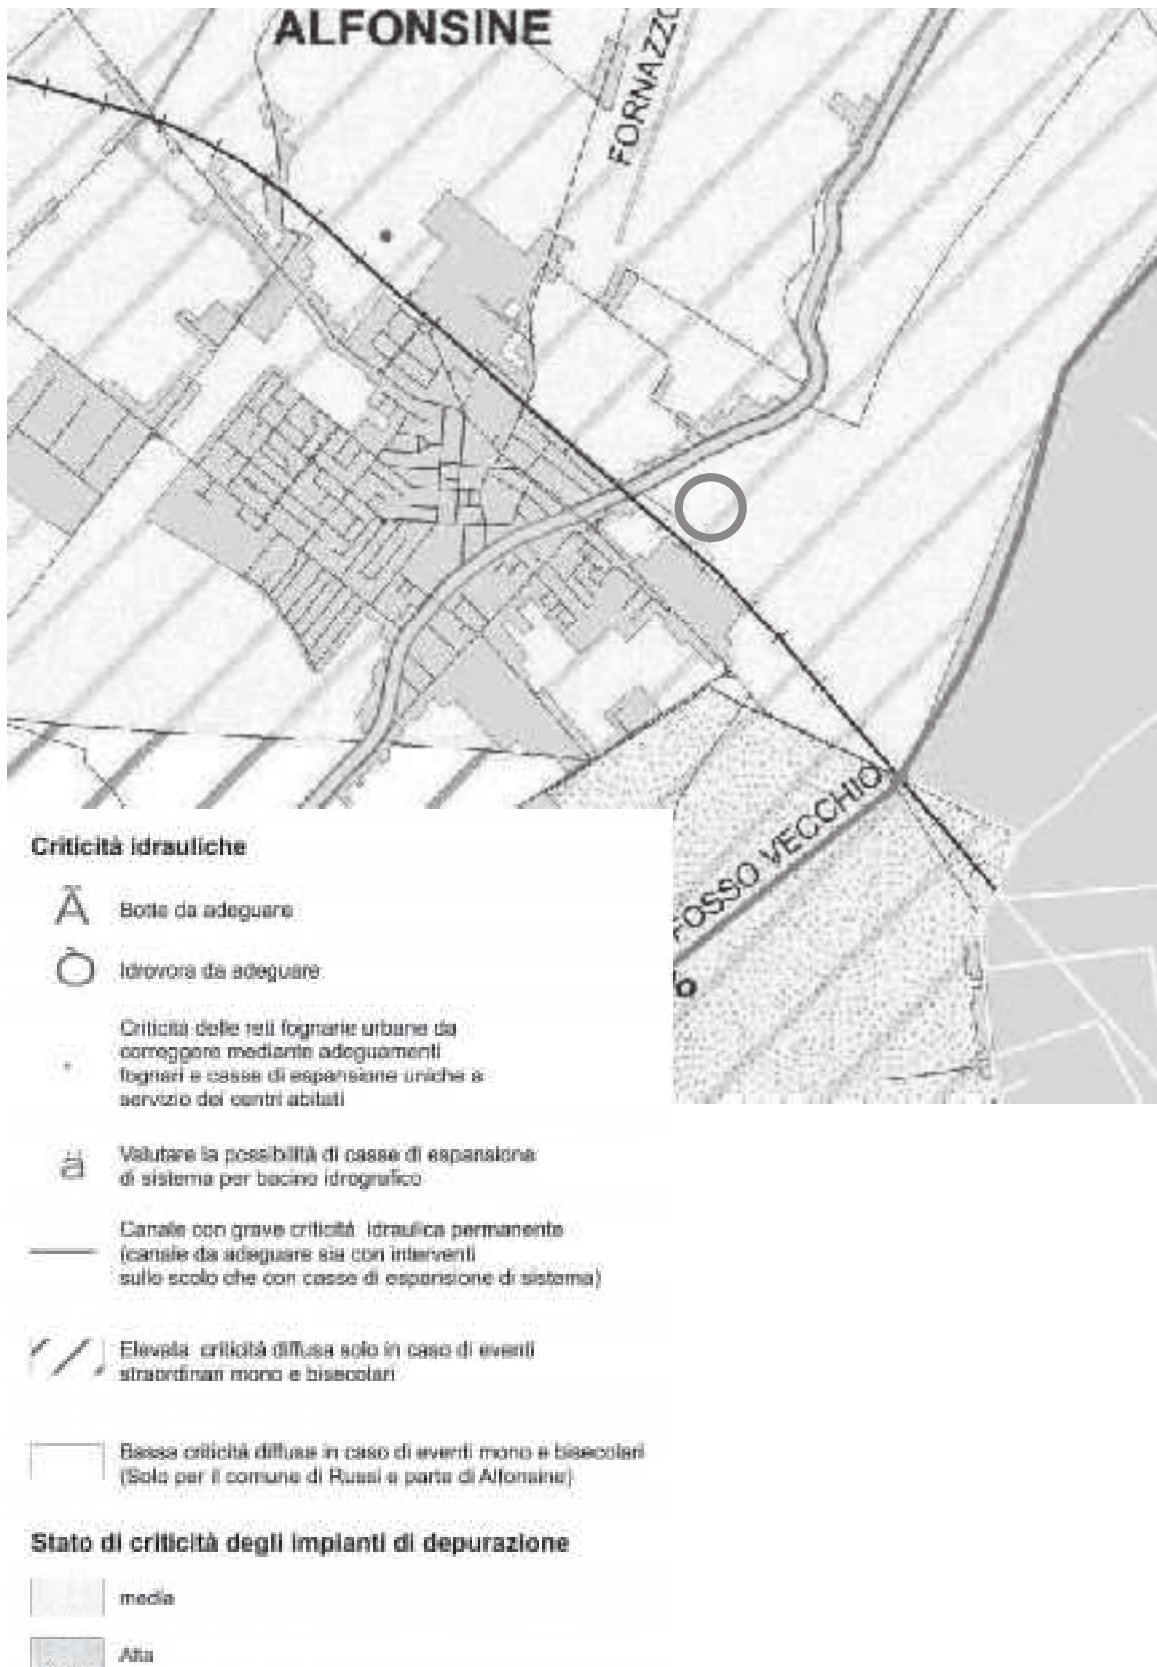 ALFONSINE
FORNAZZO
FOSSO VECCHIO
Criticità idrauliche
Botte da adeguare
Idrovora da adeguare
Criticità delle reti fognarie urbane da
correggere mediante adeguamenti
fognari e casse di espansione uniche a
servizio dei centri abitati
Valutare la possibilità di casse di espansione
di sistema per bacino idrografico
Canale con grave criticità idraulica permanente
(canale da adeguare sia con interventi
sullo scolo che con casse di espansione di sistema)
Elevata criticità diffusa solo in caso di eventi
straordinari mono e bisecolari
Bassa criticità diffusa in caso di eventi mono e bisecolari
(Solo per il comune di Russi e parte di Alfonsine)
Stato di criticità degli impianti di depurazione
media
Alta